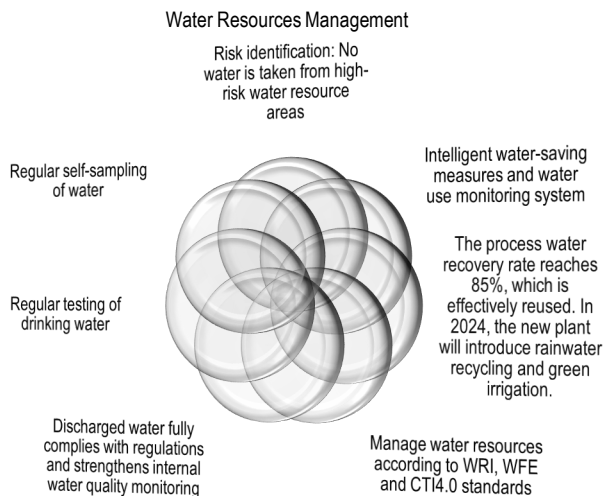 Water Resources Management
Risk identification: No
water is taken from high-
risk water resource
areas
Regular self-sampling
of water
Intelligent water-saving
measures and water
use monitoring system
Regular testing of
drinking water
The process water
recovery rate reaches
85%, which is
effectively reused. In
2024, the new plant
will introduce rainwater
recycling and green
irrigation.
Discharged water fully
complies with regulations
and strengthens internal
water quality monitoring
Manage water resources
according to WRI, WFE
and CTI4.0 standards